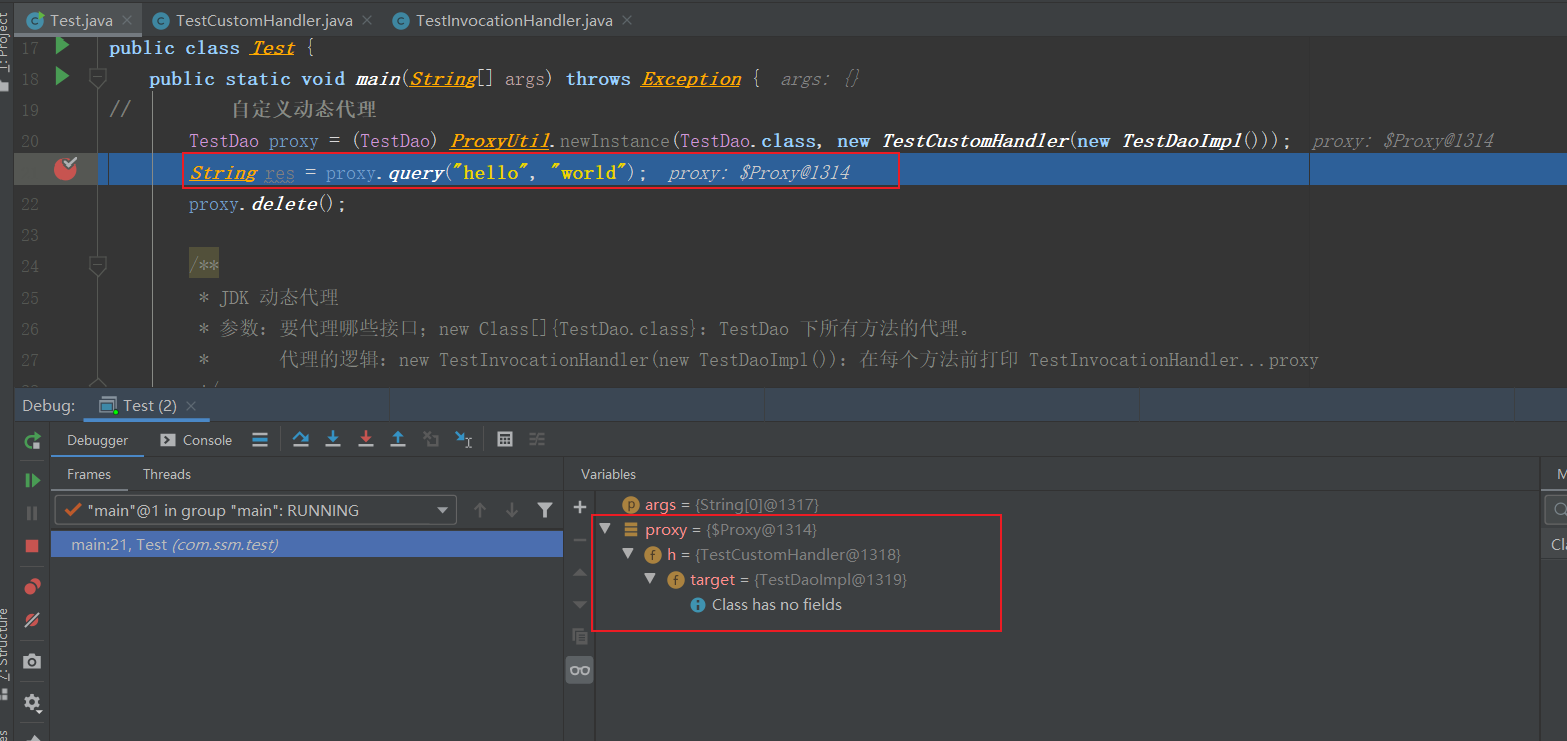 1: Project
Test.java
TestCustomHandler.java
TestInvocationHandler.java
17 public class Test {
18 public static void main(String[] args) throws Exception { args: {}
19 // 自定义动态代理
20 TestDao proxy = (TestDao) ProxyUtil.newInstance(TestDao.class, new TestCustomHandler(new TestDaoImpl())); proxy: $Proxy@1314
String res = proxy.query("hello", "world"); proxy: $Proxy@1314
22 proxy.delete();
23
24 /**
25 * JDK 动态代理
26 * 参数: 要代理哪些接口; new Class[]{TestDao.class}: TestDao 下所有方法的代理。
27 * 代理的逻辑: new TestInvocationHandler(new TestDaoImpl()): 在每个方法前打印 TestInvocationHandler...proxy
Debug: Test (2)
Debugger Console
Frames Threads
Variables
"main"@1 in group "main": RUNNING
main:21, Test (com.ssm.test)
args = {String[0]@1317}
proxy = {$Proxy@1314}
h = {TestCustomHandler@1318}
target = {TestDaoImpl@1319}
Class has no fields
7: Structure